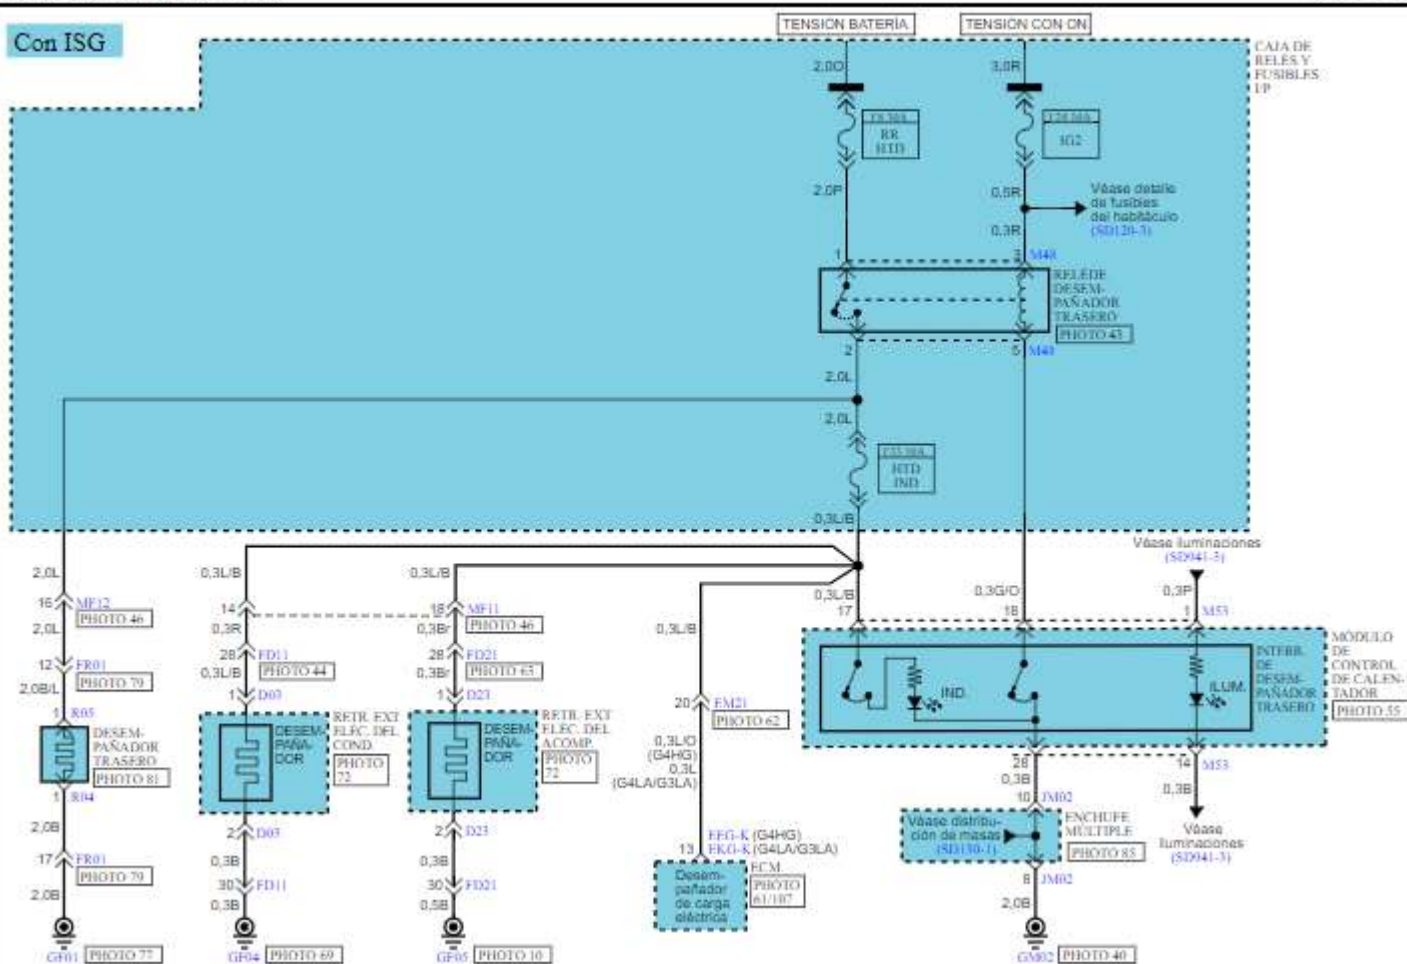 Con ISG
TENSIÓN BATERÍA
TENSIÓN CON ON
CAJA DE
RELÉS Y
FUSIBLES
I/P
2,0O
3,0R
RR
HTD
IG2
2,0P
0,5R
Véase detalle
de fusibles
del habitáculo
(SD120-3)
0,3R
1
3
M48
RELÉ DE
DESEM-
PAÑADOR
TRASERO
PHOTO 43
2
5
M48
2,0L
2,0L
HTD
IND
0,3L/B
Véase iluminaciones
(SD941-3)
2,0L
0,3L/B
0,3L/B
0,3L/B
0,3G/O
0,3P
16
MF12
PHOTO 46
14
18
MF11
PHOTO 46
17
18
1
M53
2,0L
0,3R
0,3Br
0,3L/B
12
FR01
PHOTO 79
28
FD11
PHOTO 44
28
FD21
PHOTO 65
2,0B/L
0,3L/B
0,3Br
1
R05
1
D03
1
D23
DESEM-
PAÑADOR
TRASERO
PHOTO 81
DESEM-
PAÑA-
DOR
RETR. EXT
ELÉC. DEL
COND.
PHOTO
72
DESEM-
PAÑA-
DOR
RETR. EXT
ELÉC. DEL
ACOMP.
PHOTO
72
20
EM21
PHOTO 62
0,3L/O
(G4HG)
0,3L
(G4LA/G3LA)
IND.
ILUM.
INTERR.
DE
DESEM-
PAÑADOR
TRASERO
MÓDULO
DE
CONTROL
DE CALEN-
TADOR
PHOTO 55
1
R04
28
14
M53
0,3B
0,3B
10
JM02
2,0B
2
D03
2
D23
Véase distribu-
ción de masas
(SD130-1)
ENCHUFE
MÚLTIPLE
PHOTO 85
Véase
iluminaciones
(SD941-3)
17
FR01
PHOTO 79
0,3B
0,3B
13
EEG-K (G4HG)
EKG-K (G4LA/G3LA)
Desem-
pañador
de carga
eléctrica
ECM
PHOTO
61/107
30
FD11
30
FD21
8
JM02
2,0B
0,3B
0,5B
2,0B
GF01
PHOTO 77
GF04
PHOTO 69
GF05
PHOTO 10
GM02
PHOTO 40